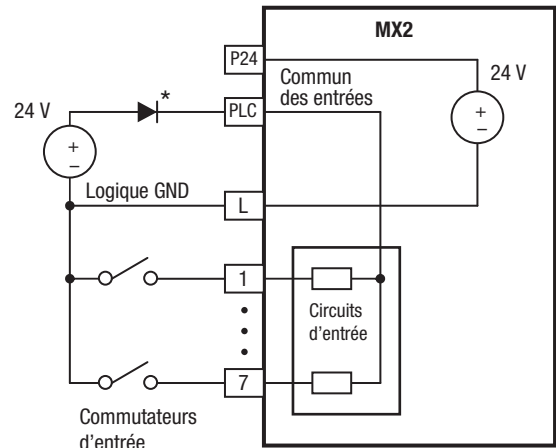 MX2
P24
Commun
des entrées
24 V
24 V
*
PLC
+
–
+
–
Logique GND
L
1
Circuits
d'entrée
7
Commutateurs
d'entrée